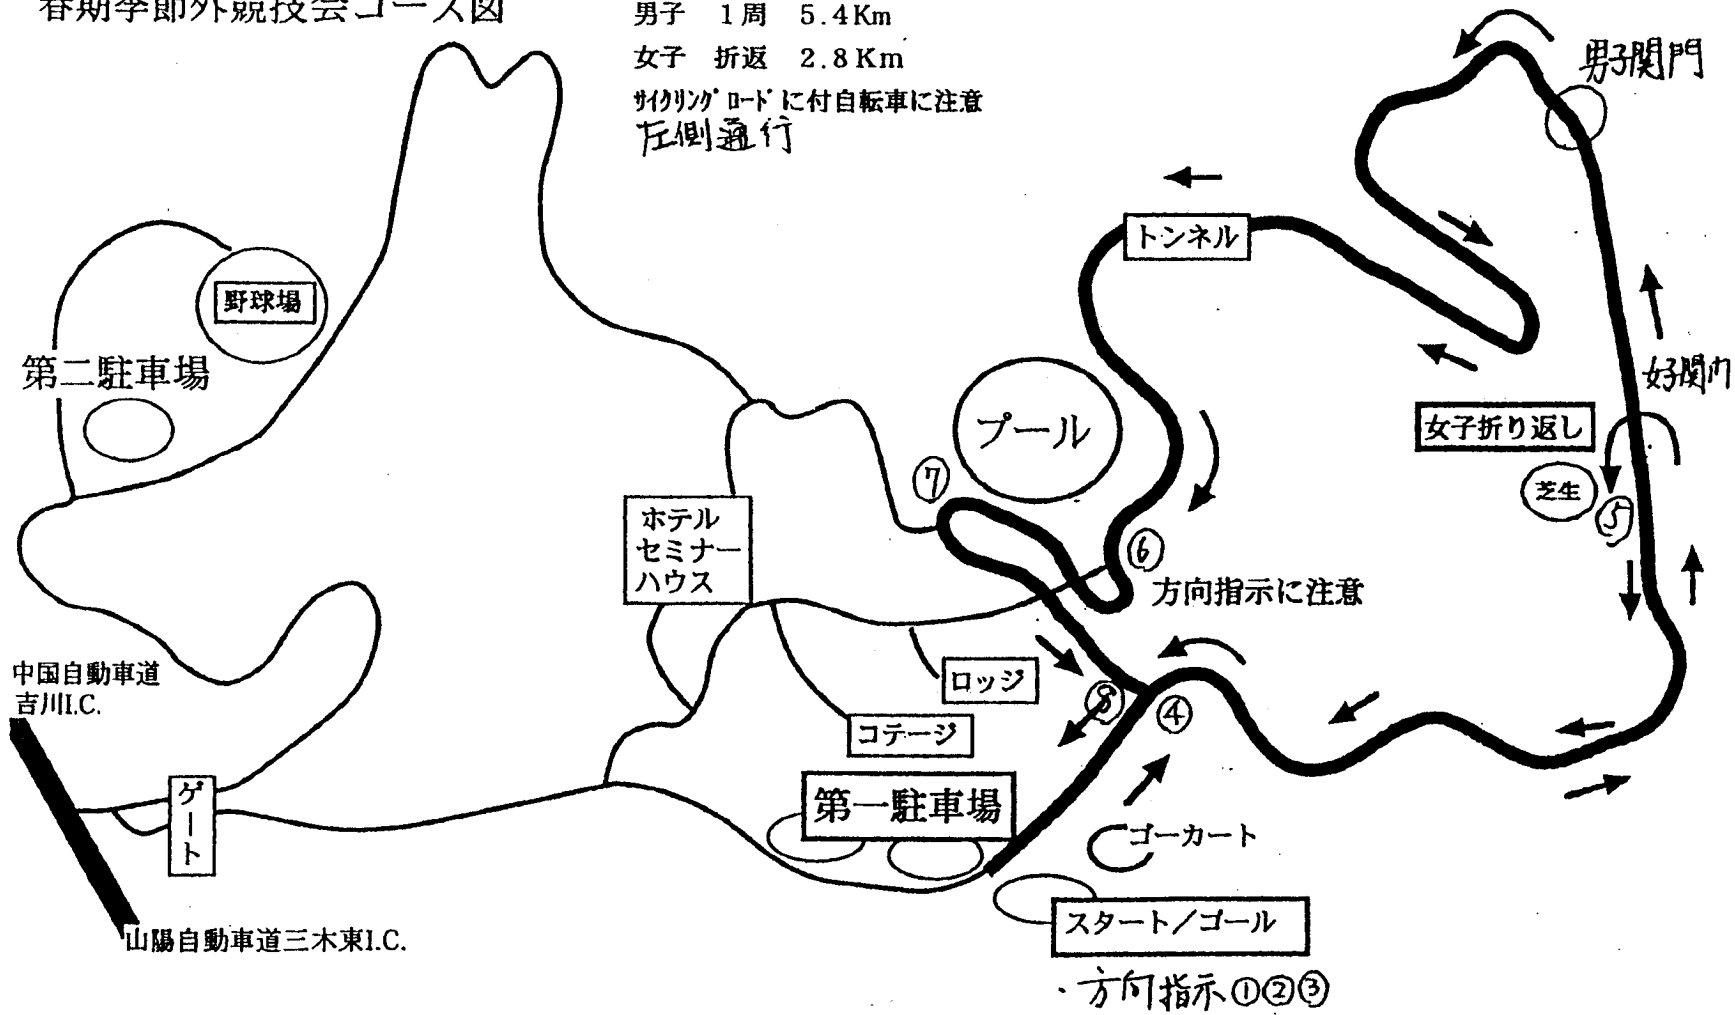 春期季節外競技会コース図
男子 1周 5.4Km
女子 折返 2.8Km
サイクリングロードに付自転車に注意
左側通行
男子関門
トンネル
野球場
第二駐車場
女子関門
女子折り返し
プール
芝生
⑤
⑦
ホテル
セミナー
ハウス
⑥
方向指示に注意
中国自動車道
吉川I.C.
ロッジ
⑧
④
コテージ
ゲート
第一駐車場
ゴーカート
スタート/ゴール
山陽自動車道三木東I.C.
・方向指示①②③